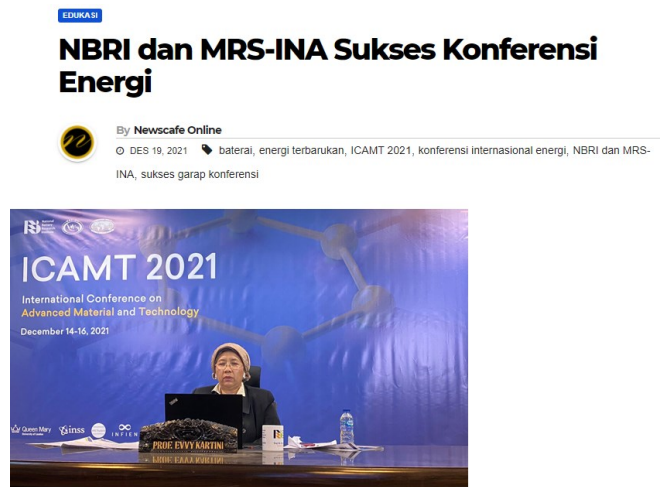 EDUKASI
NBRI dan MRS-INA Sukses Konferensi
Energi
By Newscafe Online
DES 19, 2021 baterai, energi terbarukan, ICAMT 2021, konferensi internasional energi, NBRI dan MRS-
INA, sukses garap konferensi
ICAMT 2021
International Conference on
Advanced Material and Technology
December 14-16, 2021
Queen Mary
inss
INFIEN
PROF. EVVY KARTINI